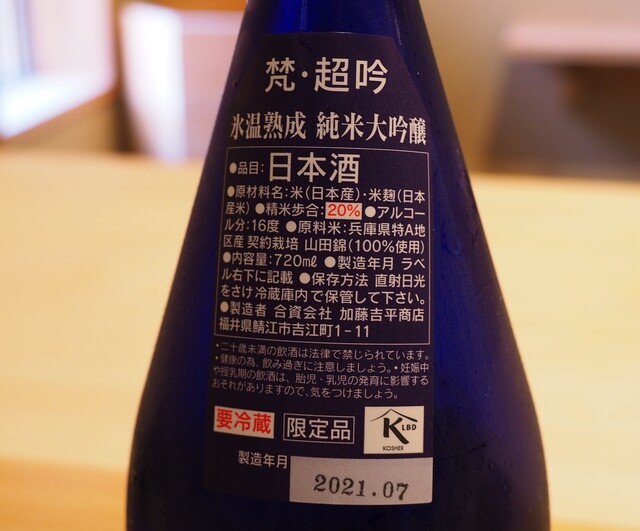 梵・超吟
氷温熟成 純米大吟醸
●品目:日本酒
●原材料名:米(日本産)・米麹(日本
産米) ●精米歩合:20% ●アルコー
ル分:16度 ●原料米:兵庫県特A地
区産 契約栽培 山田錦(100%使用)
●内容量:720mℓ ●製造年月 ラベ
ル右下に記載 ●保存方法 直射日光
をさけ冷蔵庫内で保管して下さい。
●製造者 合資会社 加藤吉平商店
福井県鯖江市吉江町1-11
・二十歳未満の飲酒は法律で禁じられています。
・健康の為、飲み過ぎに注意しましょう。・妊娠中
や授乳期の飲酒は、胎児・乳児の発育に影響する
おそれがありますので、気をつけましょう。
要冷蔵 限定品 K LBD
KOSHER
製造年月 2021.07